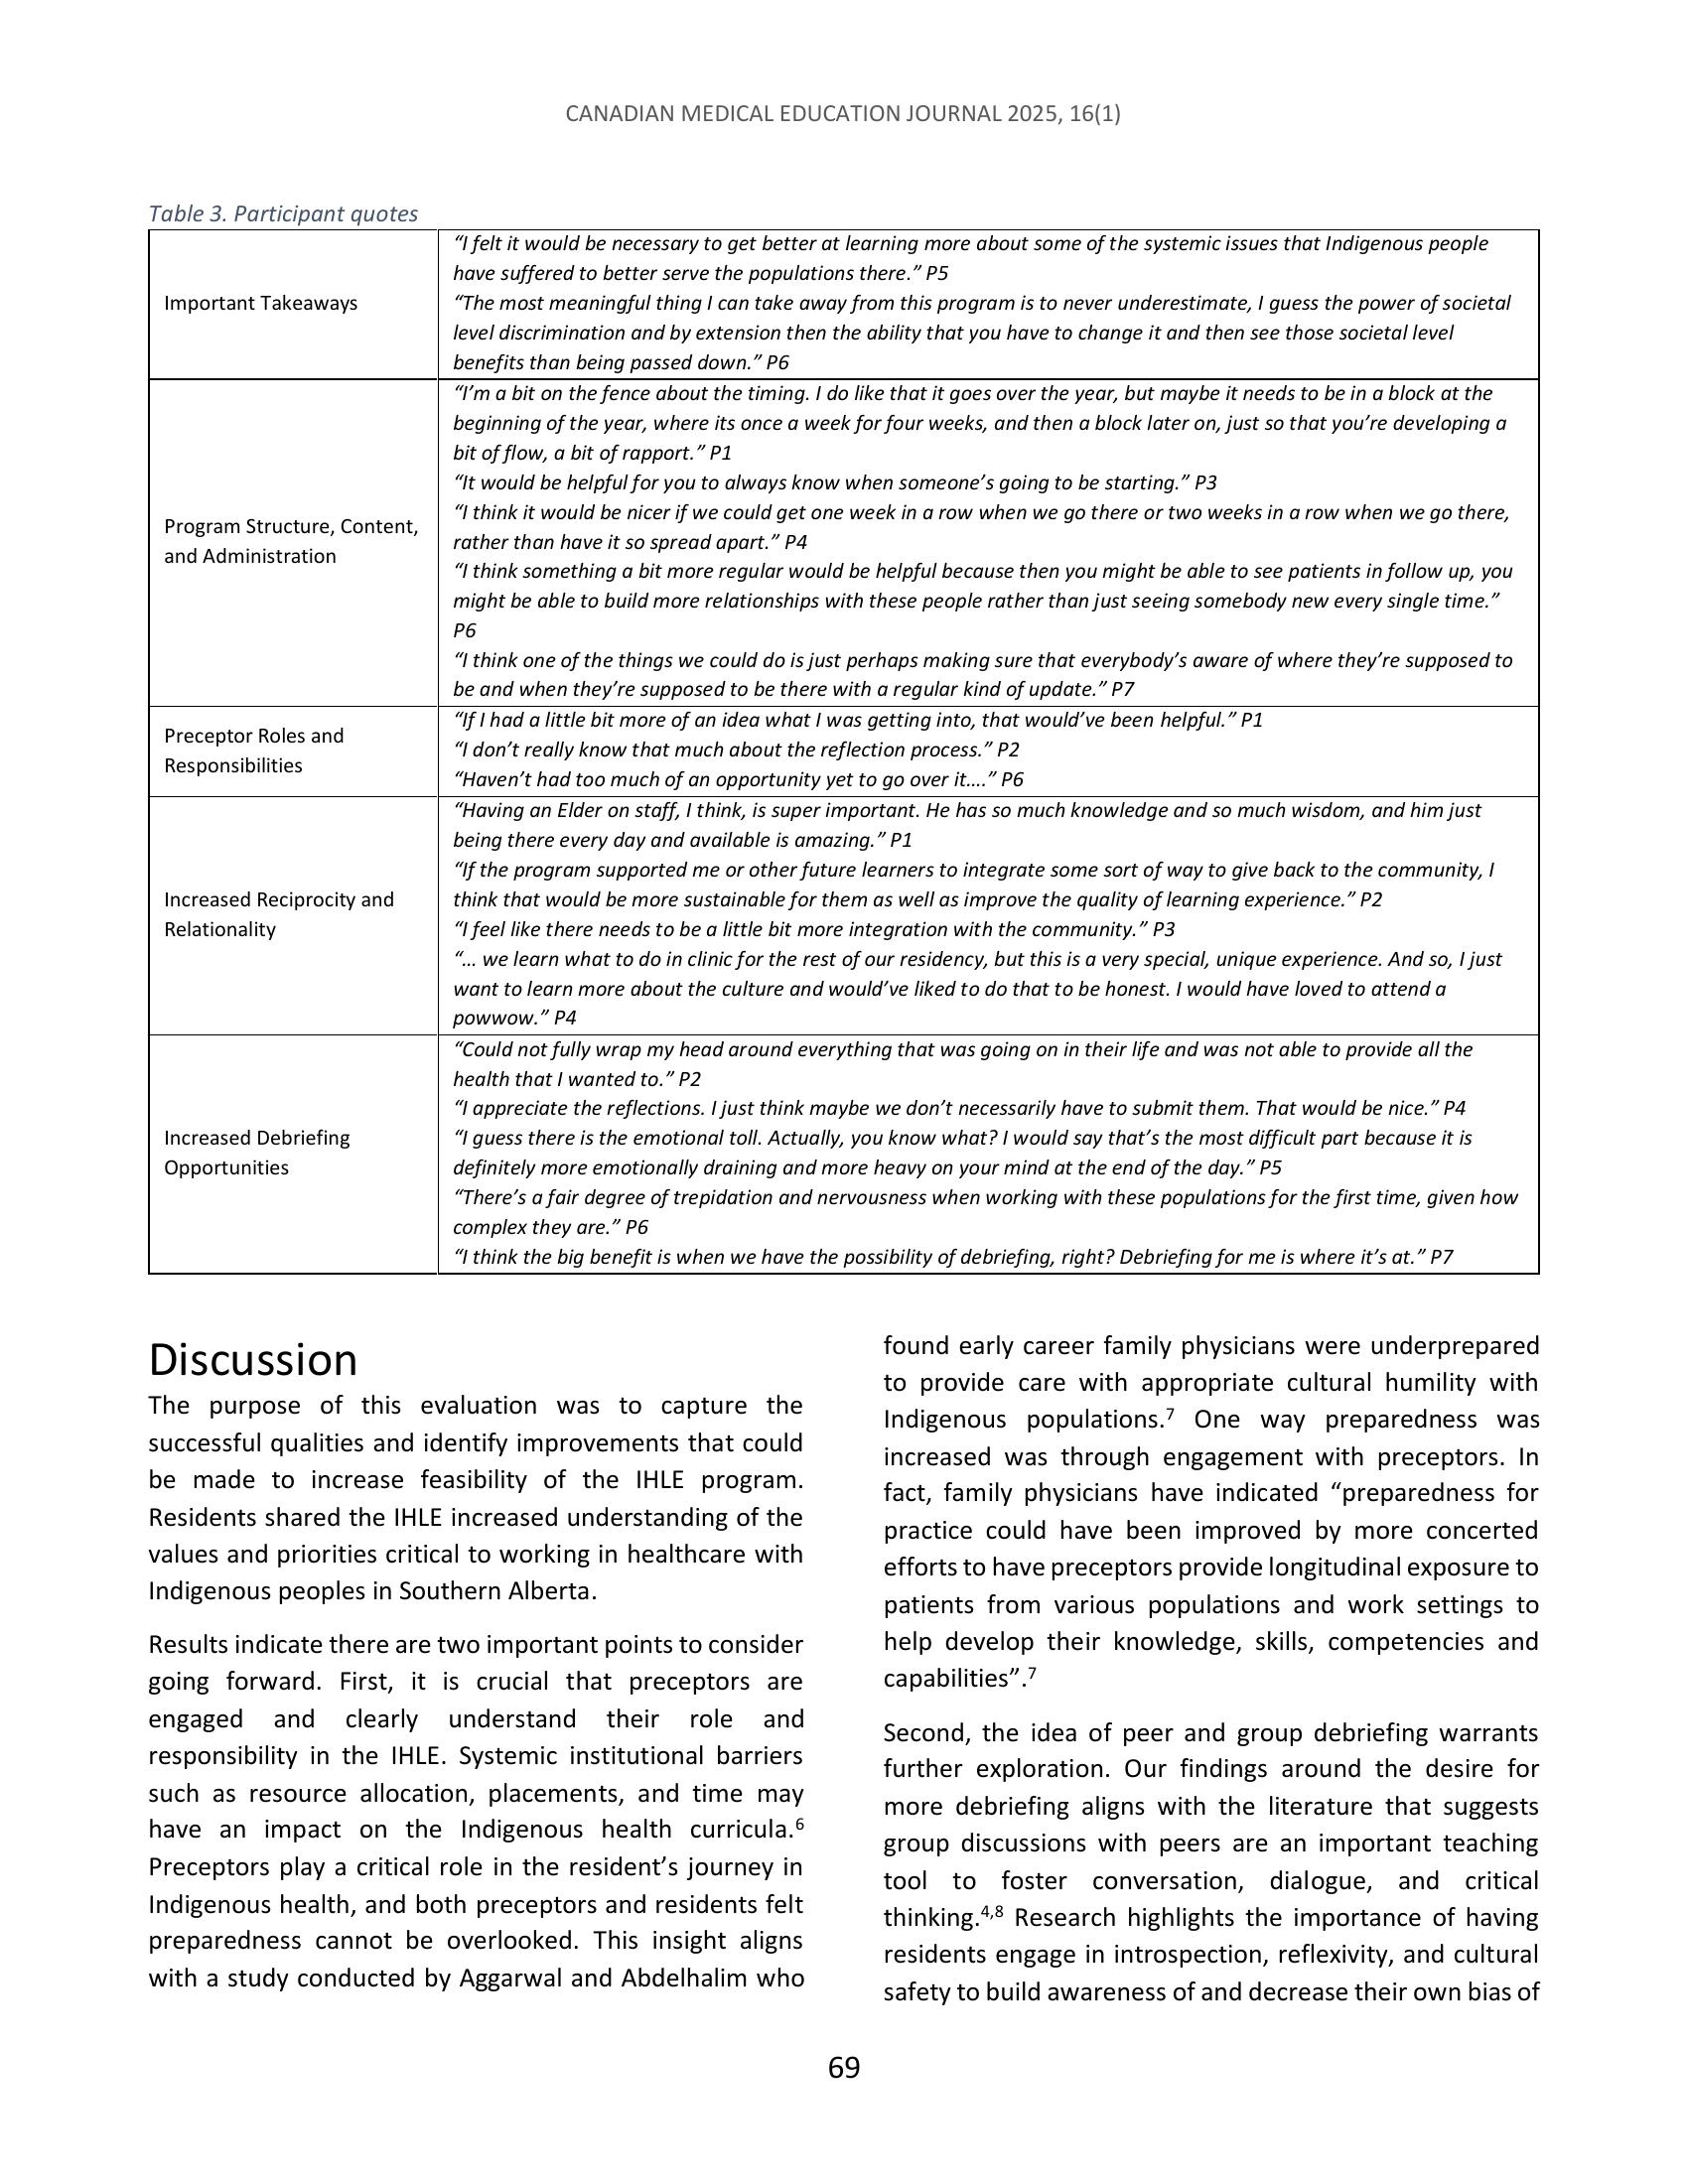 CANADIAN MEDICAL EDUCATION JOURNAL 2025, 16(1)
Table 3. Participant quotes
Important Takeaways
“I felt it would be necessary to get better at learning more about some of the systemic issues that Indigenous people
have suffered to better serve the populations there.” P5
“The most meaningful thing I can take away from this program is to never underestimate, I guess the power of societal
level discrimination and by extension then the ability that you have to change it and then see those societal level
benefits than being passed down.” P6
Program Structure, Content,
and Administration
“I’m a bit on the fence about the timing. I do like that it goes over the year, but maybe it needs to be in a block at the
beginning of the year, where its once a week for four weeks, and then a block later on, just so that you’re developing a
bit of flow, a bit of rapport.” P1
“It would be helpful for you to always know when someone’s going to be starting.” P3
“I think it would be nicer if we could get one week in a row when we go there or two weeks in a row when we go there,
rather than have it so spread apart.” P4
“I think something a bit more regular would be helpful because then you might be able to see patients in follow up, you
might be able to build more relationships with these people rather than just seeing somebody new every single time.”
P6
“I think one of the things we could do is just perhaps making sure that everybody’s aware of where they’re supposed to
be and when they’re supposed to be there with a regular kind of update.” P7
Preceptor Roles and
Responsibilities
“If I had a little bit more of an idea what I was getting into, that would’ve been helpful.” P1
“I don’t really know that much about the reflection process.” P2
“Haven’t had too much of an opportunity yet to go over it….” P6
Increased Reciprocity and
Relationality
“Having an Elder on staff, I think, is super important. He has so much knowledge and so much wisdom, and him just
being there every day and available is amazing.” P1
“If the program supported me or other future learners to integrate some sort of way to give back to the community, I
think that would be more sustainable for them as well as improve the quality of learning experience.” P2
“I feel like there needs to be a little bit more integration with the community.” P3
“… we learn what to do in clinic for the rest of our residency, but this is a very special, unique experience. And so, I just
want to learn more about the culture and would’ve liked to do that to be honest. I would have loved to attend a
powwow.” P4
Increased Debriefing
Opportunities
“Could not fully wrap my head around everything that was going on in their life and was not able to provide all the
health that I wanted to.” P2
“I appreciate the reflections. I just think maybe we don’t necessarily have to submit them. That would be nice.” P4
“I guess there is the emotional toll. Actually, you know what? I would say that’s the most difficult part because it is
definitely more emotionally draining and more heavy on your mind at the end of the day.” P5
“There’s a fair degree of trepidation and nervousness when working with these populations for the first time, given how
complex they are.” P6
“I think the big benefit is when we have the possibility of debriefing, right? Debriefing for me is where it’s at.” P7
Discussion
The purpose of this evaluation was to capture the
successful qualities and identify improvements that could
be made to increase feasibility of the IHLE program.
Residents shared the IHLE increased understanding of the
values and priorities critical to working in healthcare with
Indigenous peoples in Southern Alberta.
Results indicate there are two important points to consider
going forward. First, it is crucial that preceptors are
engaged and clearly understand their role and
responsibility in the IHLE. Systemic institutional barriers
such as resource allocation, placements, and time may
have an impact on the Indigenous health curricula.6
Preceptors play a critical role in the resident’s journey in
Indigenous health, and both preceptors and residents felt
preparedness cannot be overlooked. This insight aligns
with a study conducted by Aggarwal and Abdelhalim who
found early career family physicians were underprepared
to provide care with appropriate cultural humility with
Indigenous populations.7 One way preparedness was
increased was through engagement with preceptors. In
fact, family physicians have indicated “preparedness for
practice could have been improved by more concerted
efforts to have preceptors provide longitudinal exposure to
patients from various populations and work settings to
help develop their knowledge, skills, competencies and
capabilities”.7
Second, the idea of peer and group debriefing warrants
further exploration. Our findings around the desire for
more debriefing aligns with the literature that suggests
group discussions with peers are an important teaching
tool to foster conversation, dialogue, and critical
thinking.4,8 Research highlights the importance of having
residents engage in introspection, reflexivity, and cultural
safety to build awareness of and decrease their own bias of
69